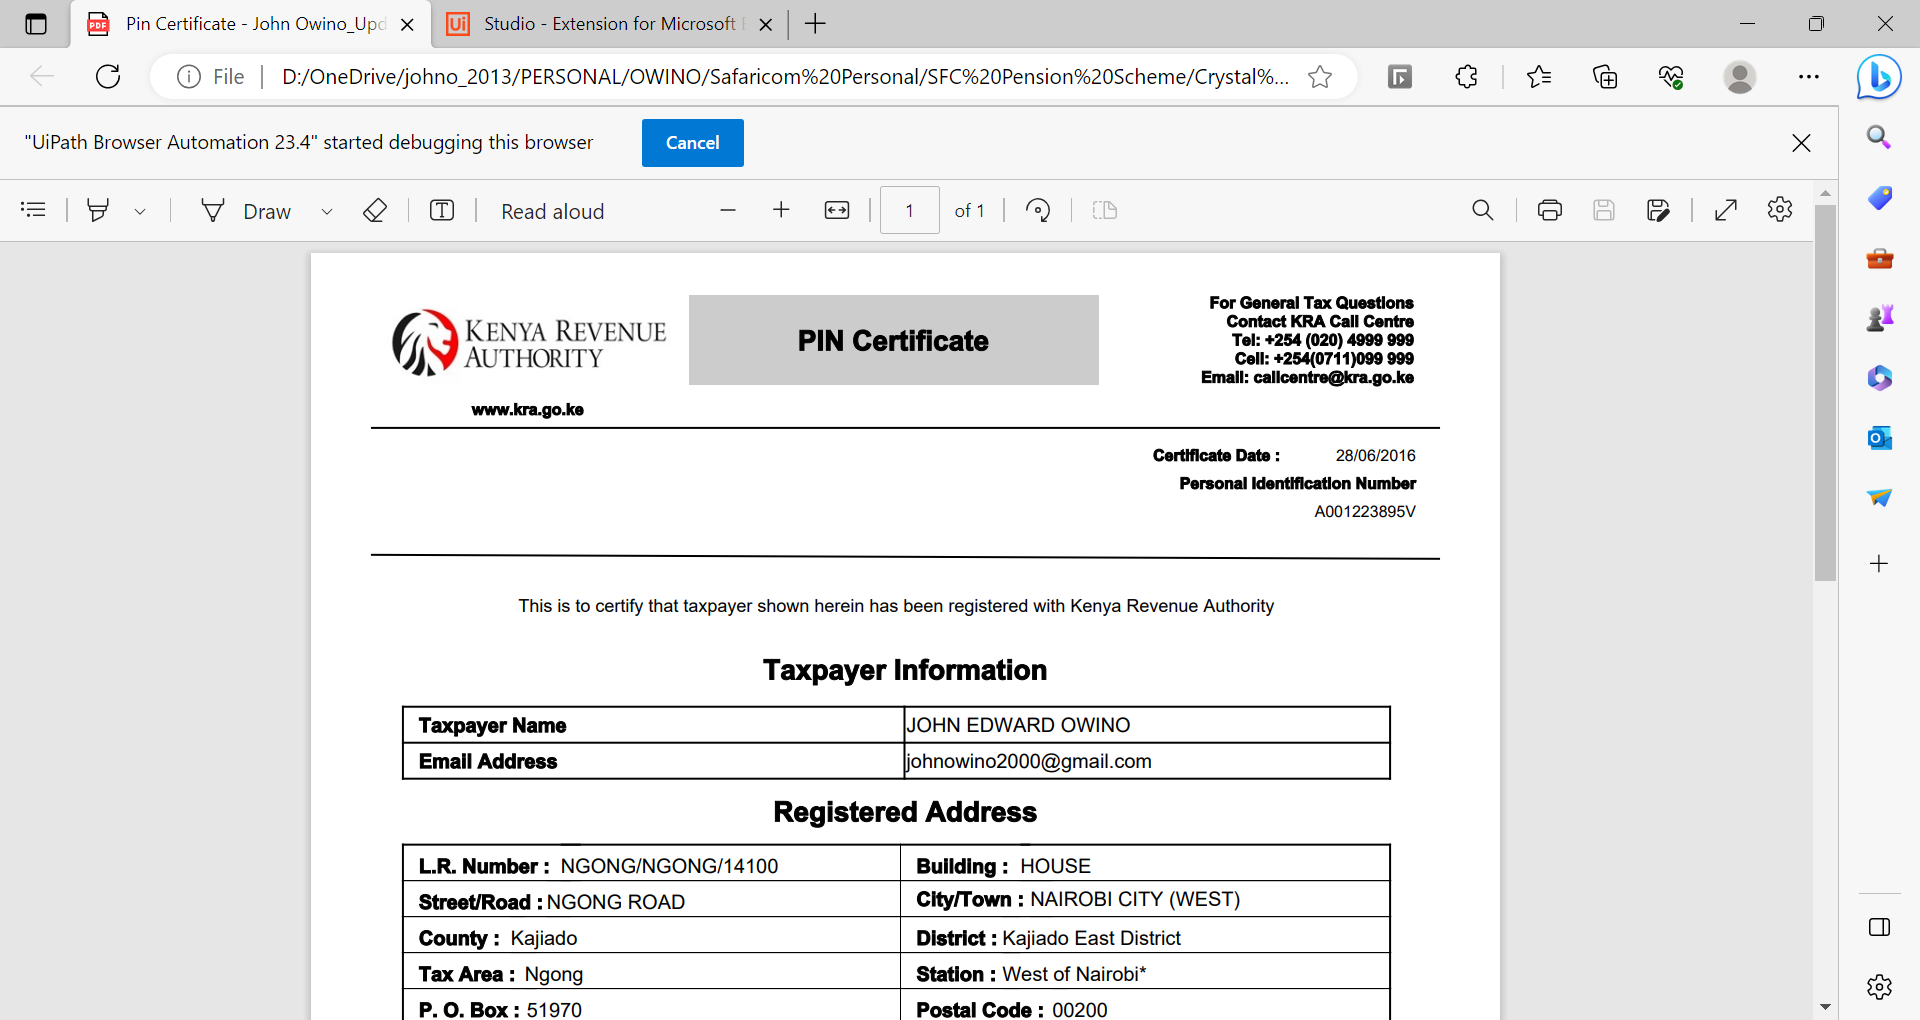 Pin Certificate - John Owino_Upd
Studio - Extension for Microsoft E
File
D:/OneDrive/johno_2013/PERSONAL/OWINO/Safaricom%20Personal/SFC%20Pension%20Scheme/Crystal%...
"UiPath Browser Automation 23.4" started debugging this browser
Cancel
Draw
Read aloud
1
of 1
KENYA REVENUE
AUTHORITY
www.kra.go.ke
PIN Certificate
For General Tax Questions
Contact KRA Call Centre
Tel: +254 (020) 4999 999
Cell: +254(0711)099 999
Email: callcentre@kra.go.ke
Certificate Date : 28/06/2016
Personal Identification Number
A001223895V
This is to certify that taxpayer shown herein has been registered with Kenya Revenue Authority
Taxpayer Information
Taxpayer Name JOHN EDWARD OWINO
Email Address johnowino2000@gmail.com
Registered Address
L.R. Number : NGONG/NGONG/14100 Building : HOUSE
Street/Road : NGONG ROAD City/Town : NAIROBI CITY (WEST)
County : Kajiado District : Kajiado East District
Tax Area : Ngong Station : West of Nairobi*
P. O. Box : 51970 Postal Code : 00200